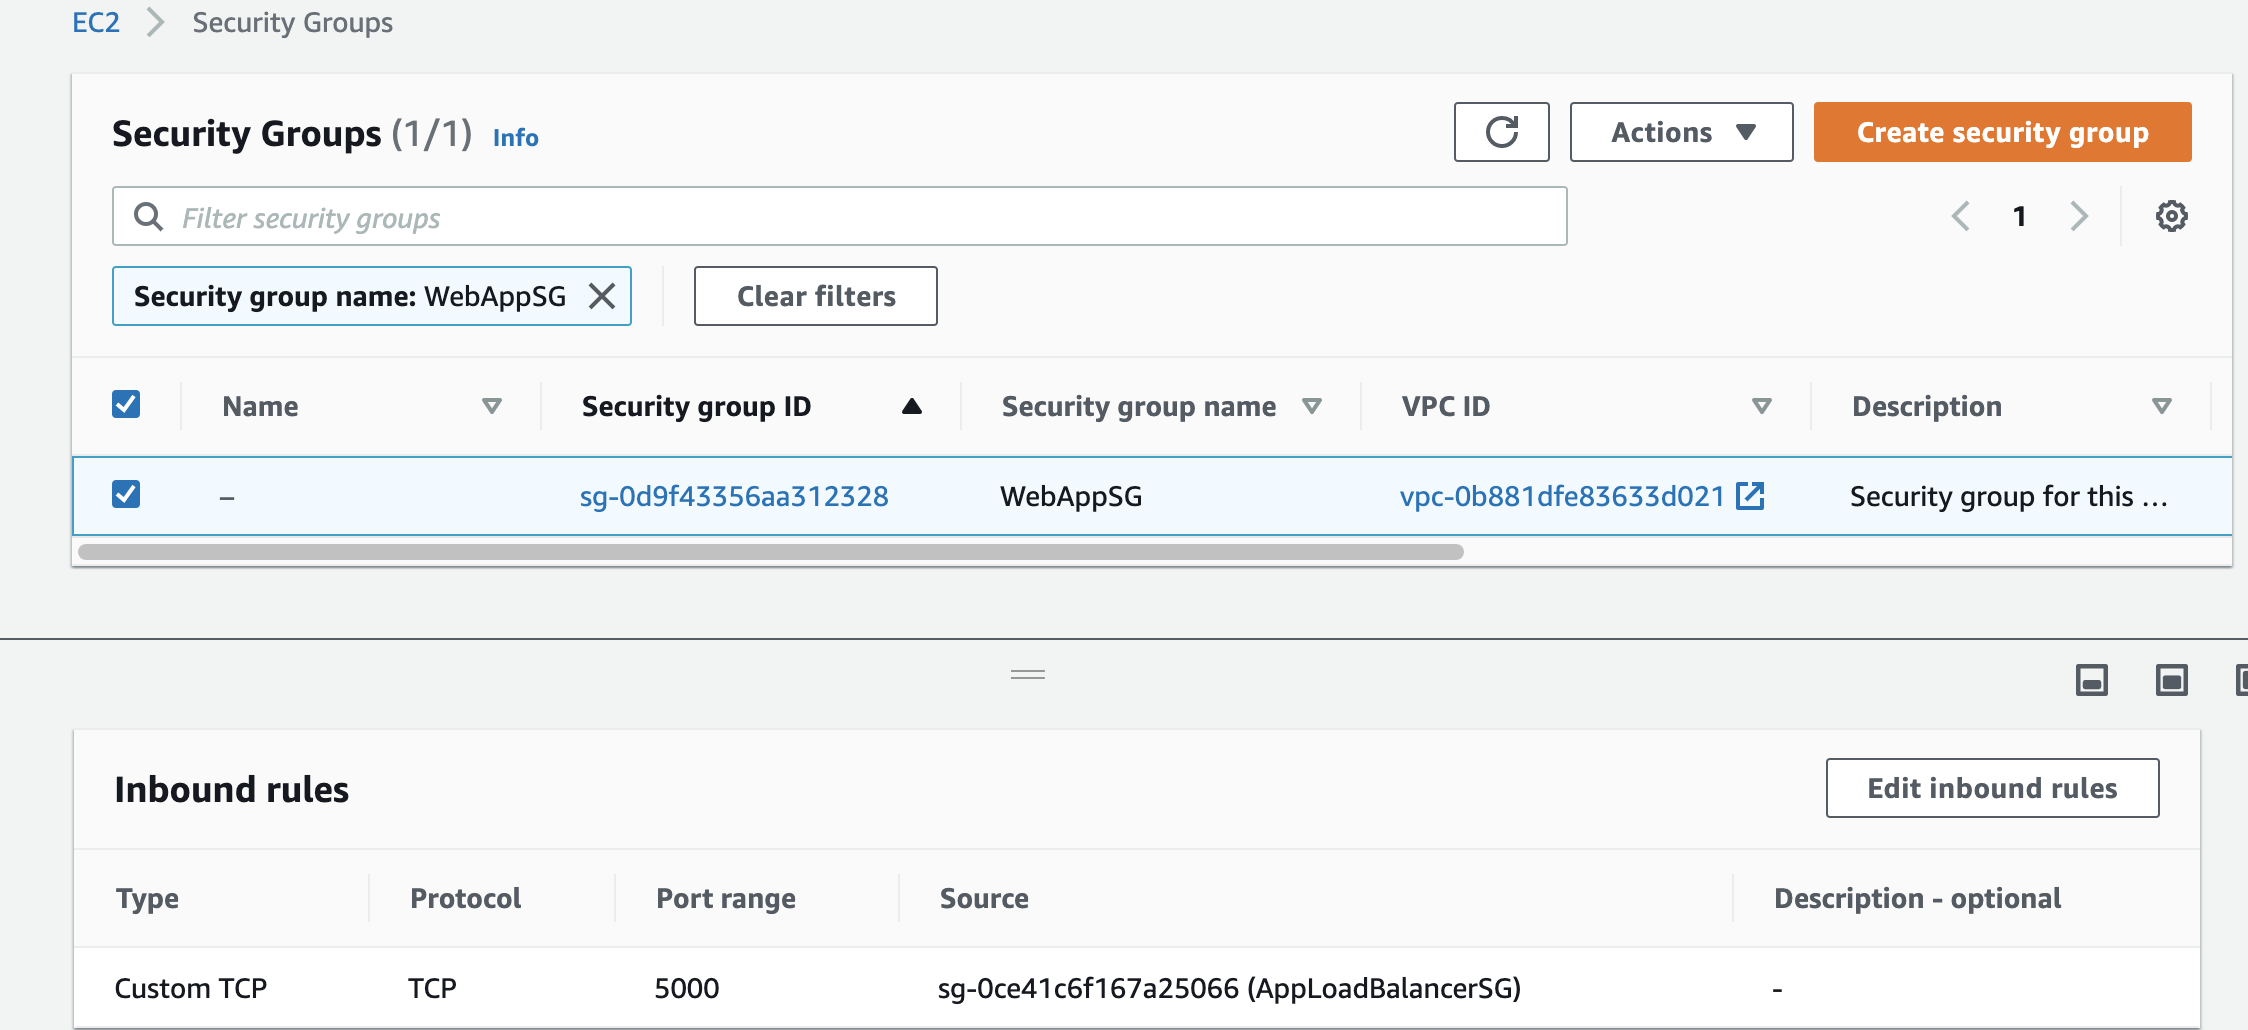 EC2 > Security Groups
Security Groups (1/1) Info
Actions
Create security group
Filter security groups
1
Security group name: WebAppSG
Clear filters
Name Security group ID Security group name VPC ID Description
– sg-0d9f43356aa312328 WebAppSG vpc-0b881dfe83633d021 Security group for this ...
Inbound rules
Edit inbound rules
Type Protocol Port range Source Description - optional
Custom TCP TCP 5000 sg-0ce41c6f167a25066 (AppLoadBalancerSG) -